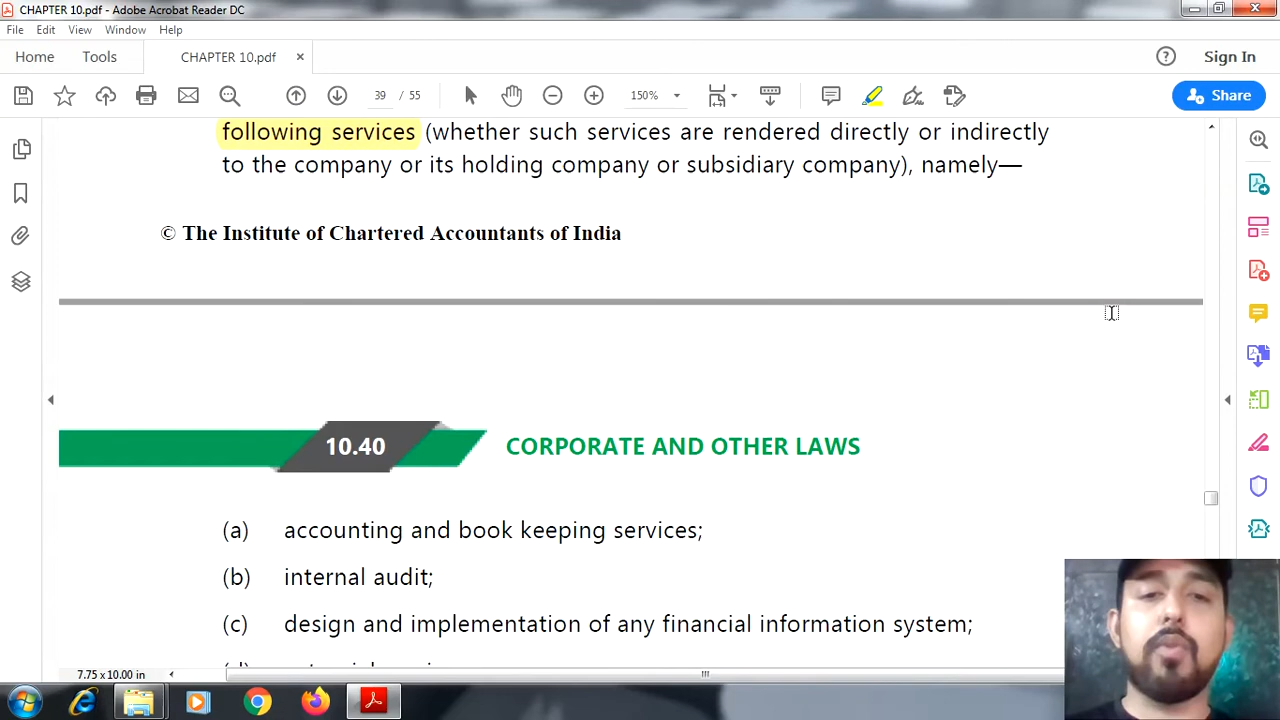 CHAPTER 10.pdf - Adobe Acrobat Reader DC
File Edit View Window Help
Home Tools CHAPTER 10.pdf × Sign In
39 / 55 150% Share
following services (whether such services are rendered directly or indirectly
to the company or its holding company or subsidiary company), namely—
© The Institute of Chartered Accountants of India
10.40 CORPORATE AND OTHER LAWS
(a) accounting and book keeping services;
(b) internal audit;
(c) design and implementation of any financial information system;
7.75 x 10.00 in